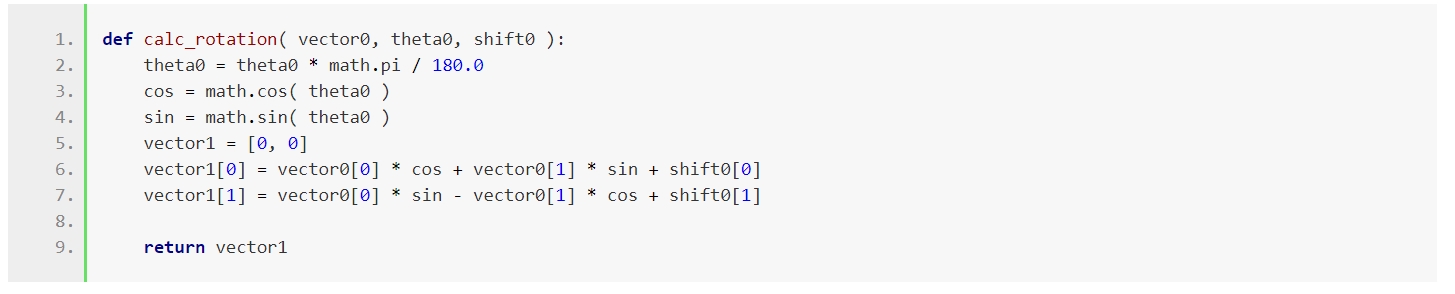 1. def calc_rotation( vector0, theta0, shift0 ):
2.     theta0 = theta0 * math.pi / 180.0
3.     cos = math.cos( theta0 )
4.     sin = math.sin( theta0 )
5.     vector1 = [0, 0]
6.     vector1[0] = vector0[0] * cos + vector0[1] * sin + shift0[0]
7.     vector1[1] = vector0[0] * sin - vector0[1] * cos + shift0[1]
8.
9.     return vector1